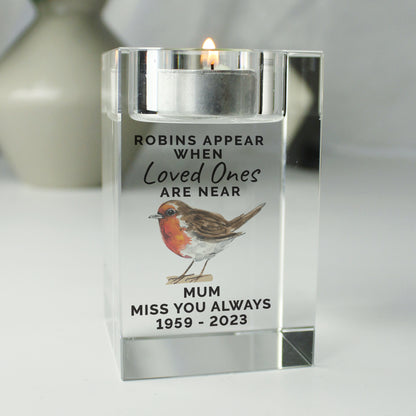 ROBINS APPEAR
WHEN
Loved Ones
ARE NEAR
MUM
MISS YOU ALWAYS
1959 - 2023